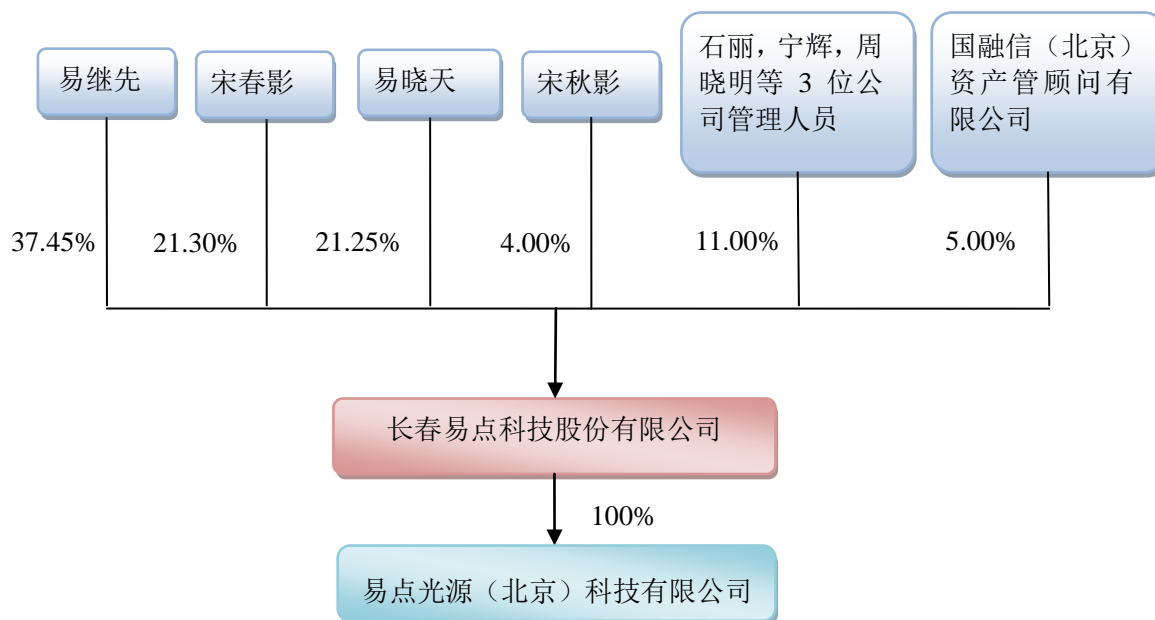 易继先
宋春影
易晓天
宋秋影
石丽，宁辉，周
晓明等 3 位公
司管理人员
国融信（北京）
资产管顾问有
限公司
37.45%
21.30%
21.25%
4.00%
11.00%
5.00%
长春易点科技股份有限公司
100%
易点光源（北京）科技有限公司